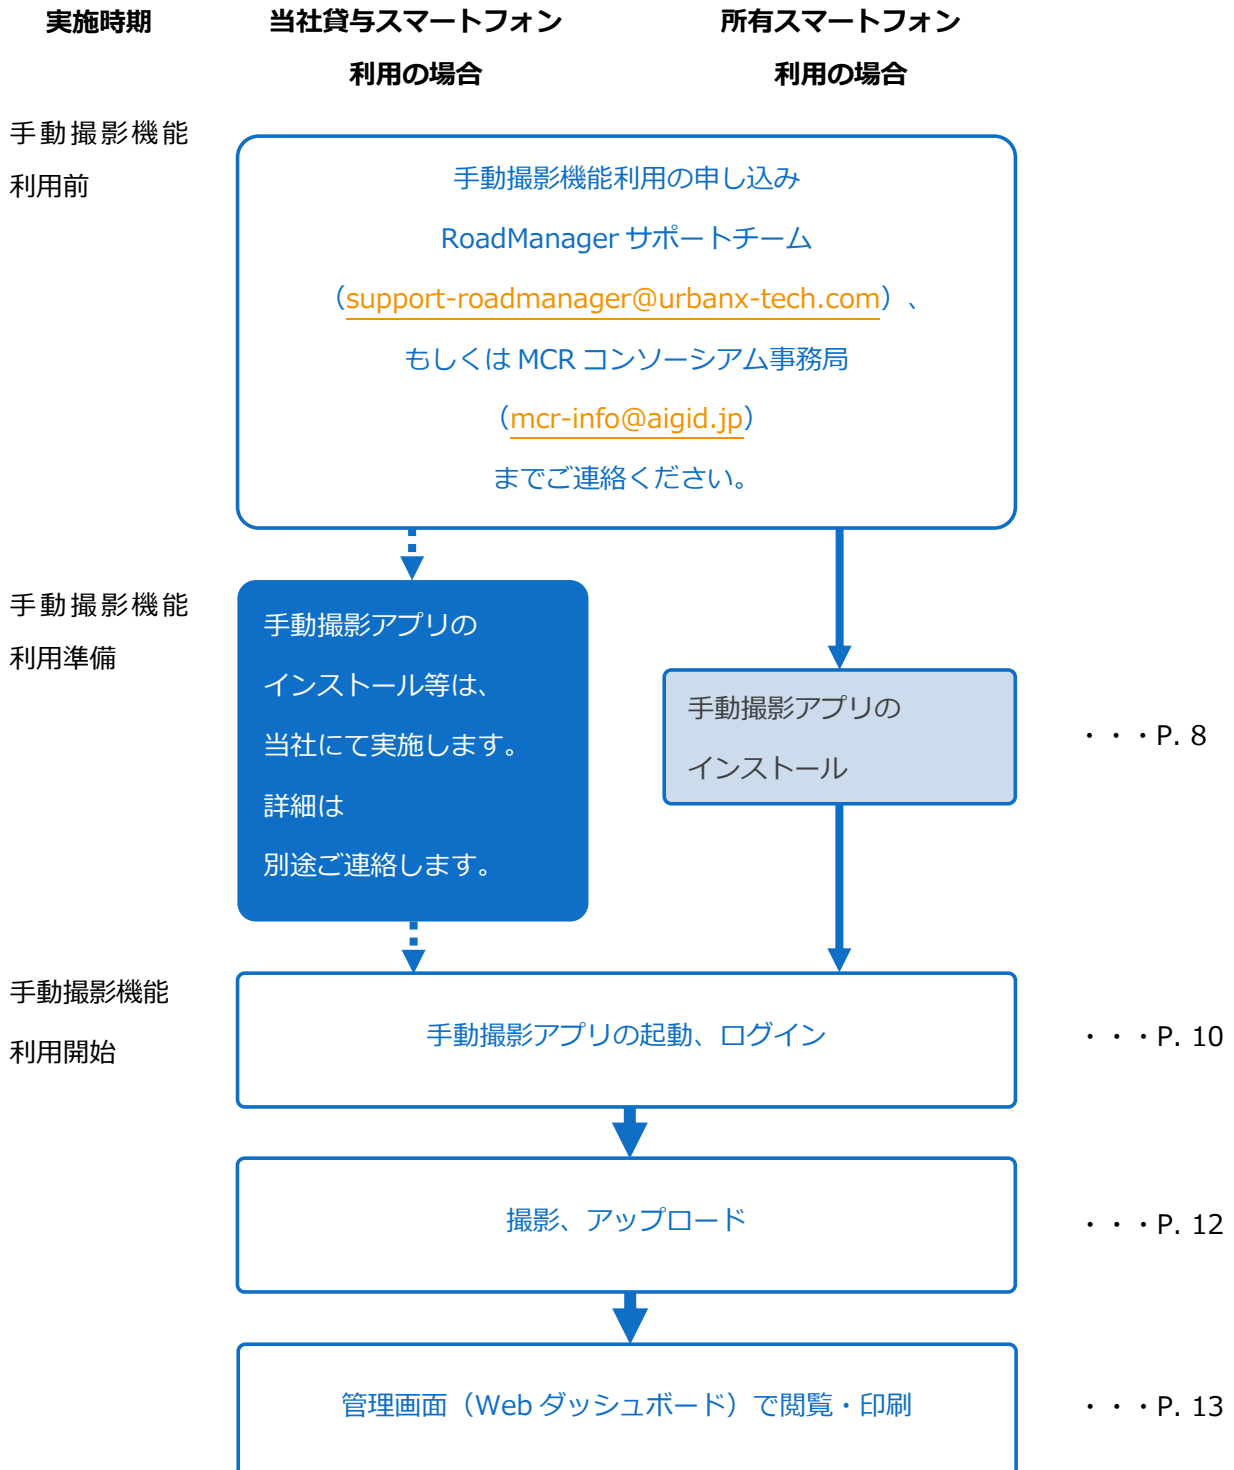 実施時期
当社貸与スマートフォン
利用の場合
所有スマートフォン
利用の場合
手動撮影機能
利用前
手動撮影機能利用の申し込み
RoadManager サポートチーム
（support-roadmanager@urbanx-tech.com）、
もしくは MCR コンソーシアム事務局
（mcr-info@aigid.jp）
までご連絡ください。
手動撮影機能
利用準備
手動撮影アプリの
インストール等は、
当社にて実施します。
詳細は
別途ご連絡します。
手動撮影アプリの
インストール
・・・P. 8
手動撮影機能
利用開始
手動撮影アプリの起動、ログイン
・・・P. 10
撮影、アップロード
・・・P. 12
管理画面（Web ダッシュボード）で閲覧・印刷
・・・P. 13